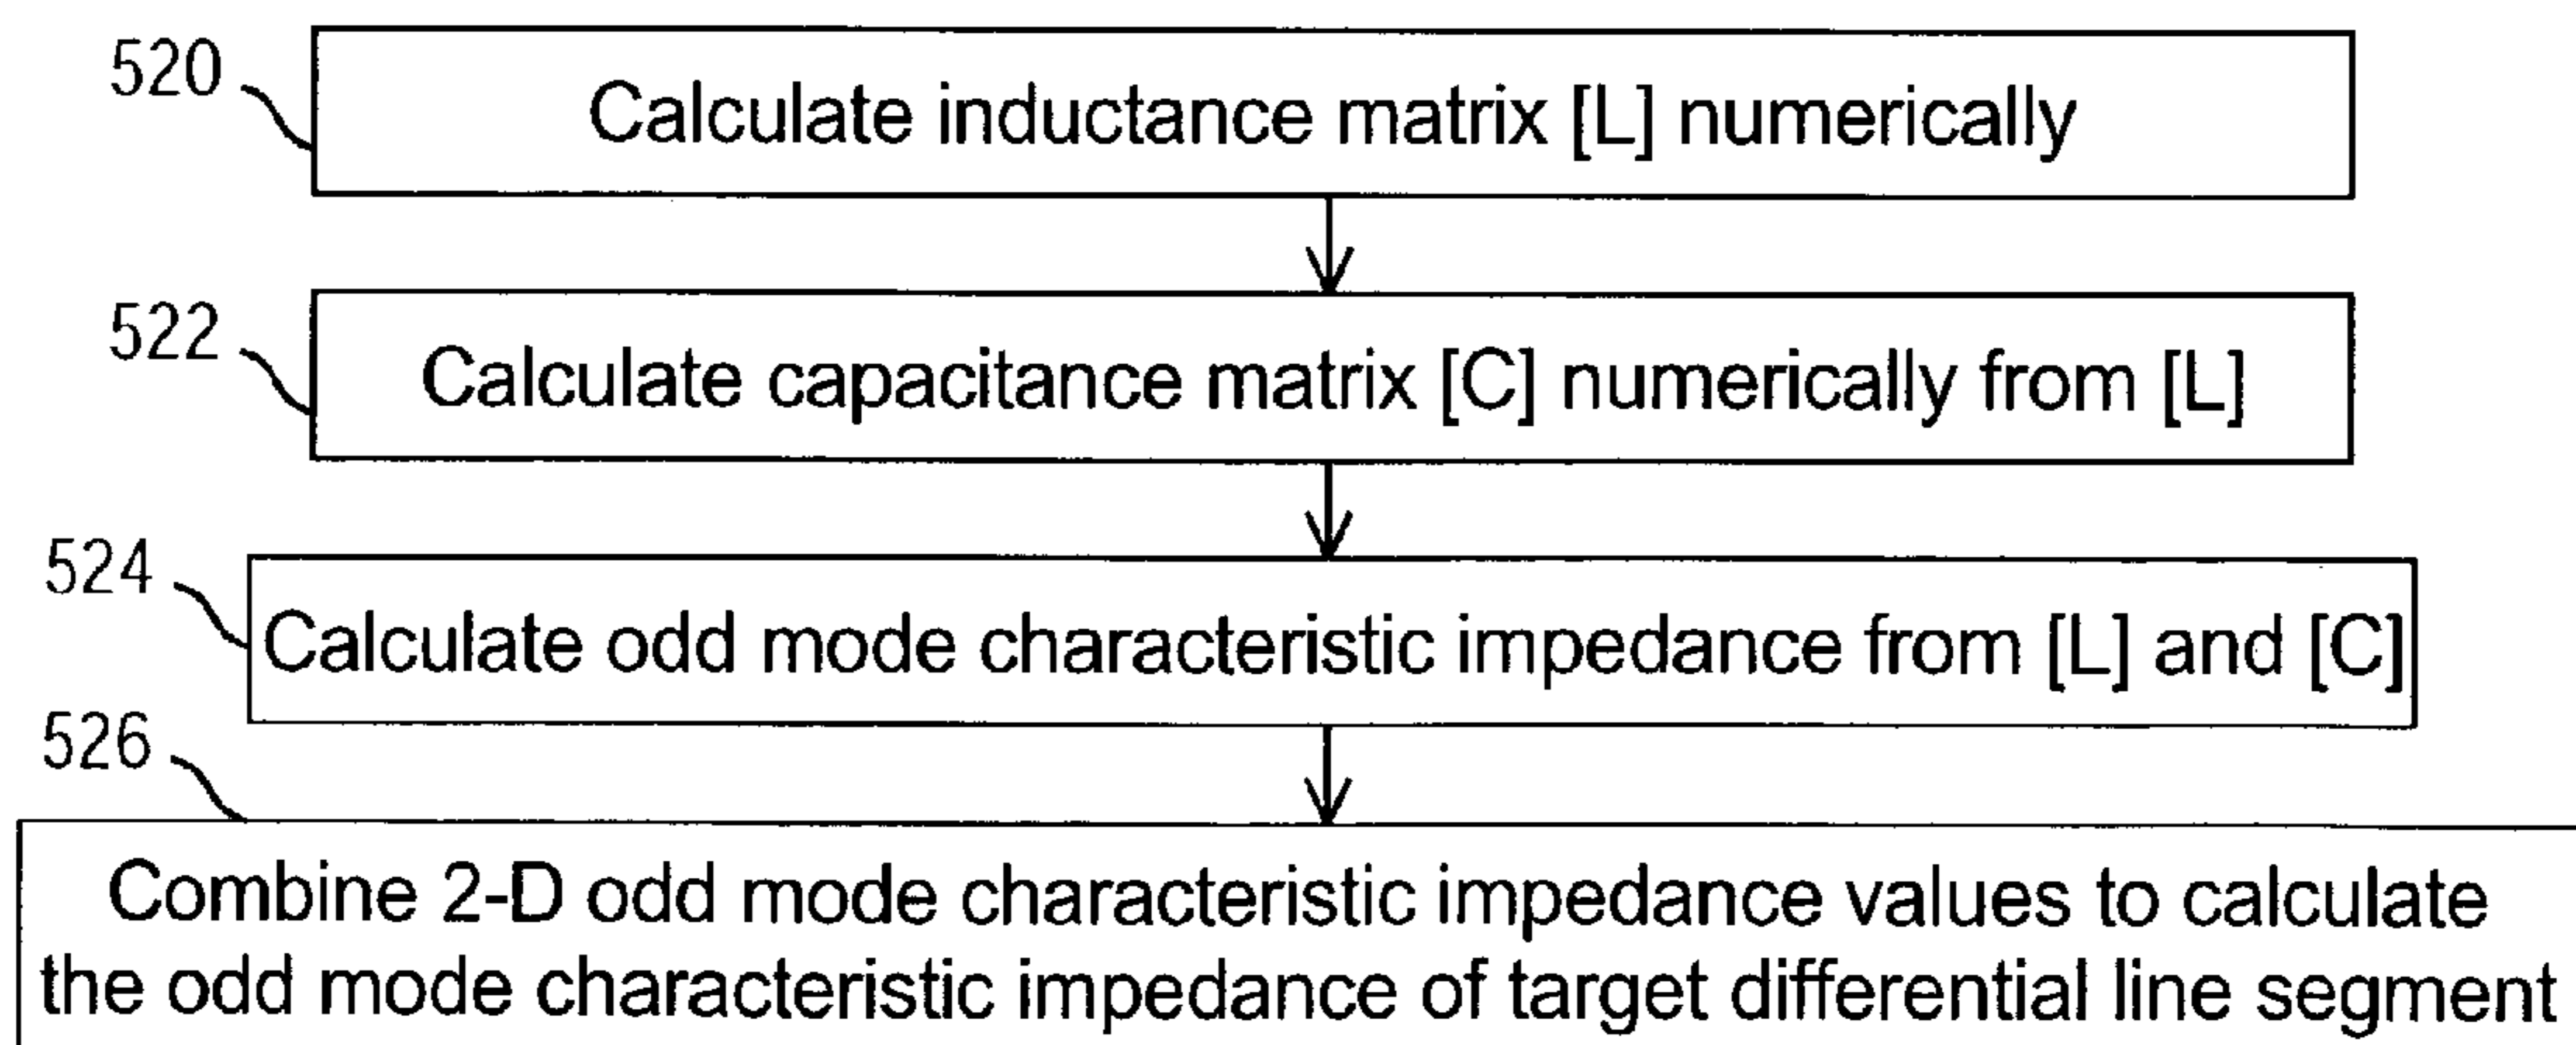 520
Calculate inductance matrix [L] numerically
522
Calculate capacitance matrix [C] numerically from [L]
524
Calculate odd mode characteristic impedance from [L] and [C]
526
Combine 2-D odd mode characteristic impedance values to calculate
the odd mode characteristic impedance of target differential line segment